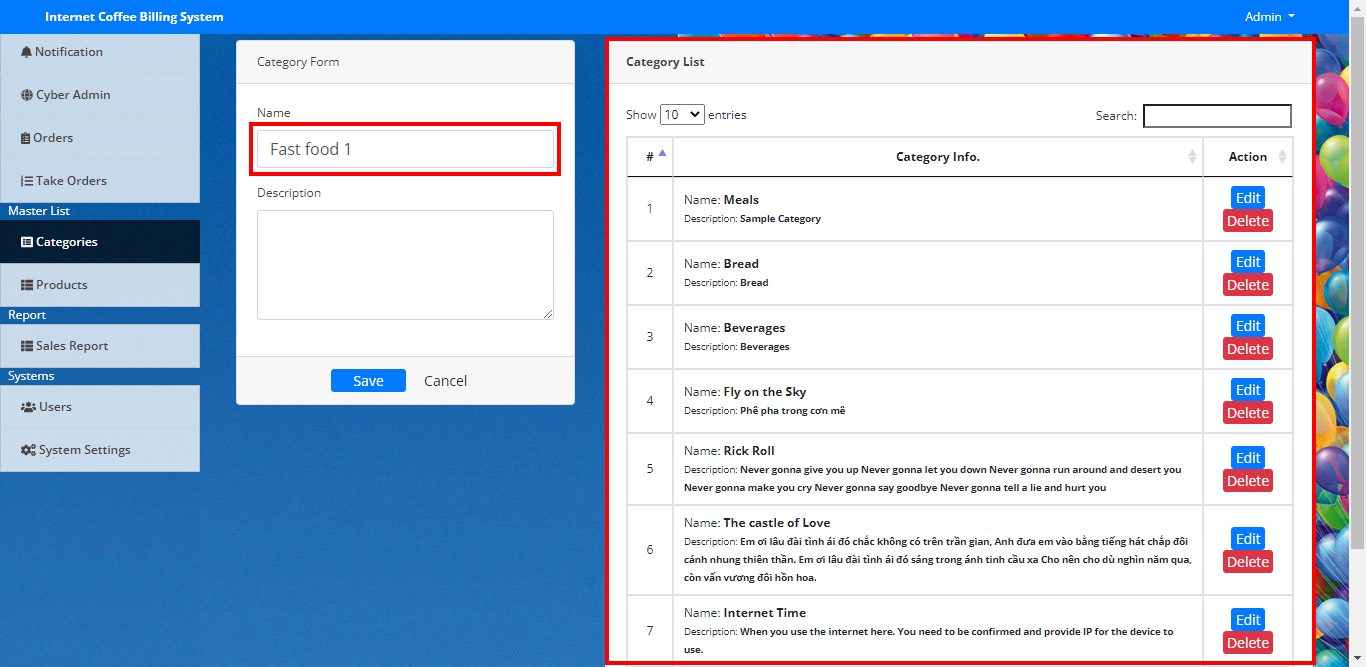 Internet Coffee Billing System
Admin
Notification
Cyber Admin
Orders
Take Orders
Master List
Categories
Products
Report
Sales Report
Systems
Users
System Settings
Category Form
Name
Fast food 1
Description
Save Cancel
Category List
Show 10 entries
Search:
# Category Info. Action
1 Name: Meals
Description: Sample Category
Edit
Delete
2 Name: Bread
Description: Bread
Edit
Delete
3 Name: Beverages
Description: Beverages
Edit
Delete
4 Name: Fly on the Sky
Description: Phê pha trong cơn mê
Edit
Delete
5 Name: Rick Roll
Description: Never gonna give you up Never gonna let you down Never gonna run around and desert you
Never gonna make you cry Never gonna say goodbye Never gonna tell a lie and hurt you
Edit
Delete
6 Name: The castle of Love
Description: Em ơi lâu đài tình ái đó chắc không có trên trần gian, Anh đưa em vào bằng tiếng hát chắp đôi
cánh nhung thiên thần. Em ơi lâu đài tình ái đó sáng trong ánh tinh cầu xa Cho nên cho dù nghìn năm qua,
còn vấn vương đôi hồn hoa.
Edit
Delete
7 Name: Internet Time
Description: When you use the internet here. You need to be confirmed and provide IP for the device to
use.
Edit
Delete